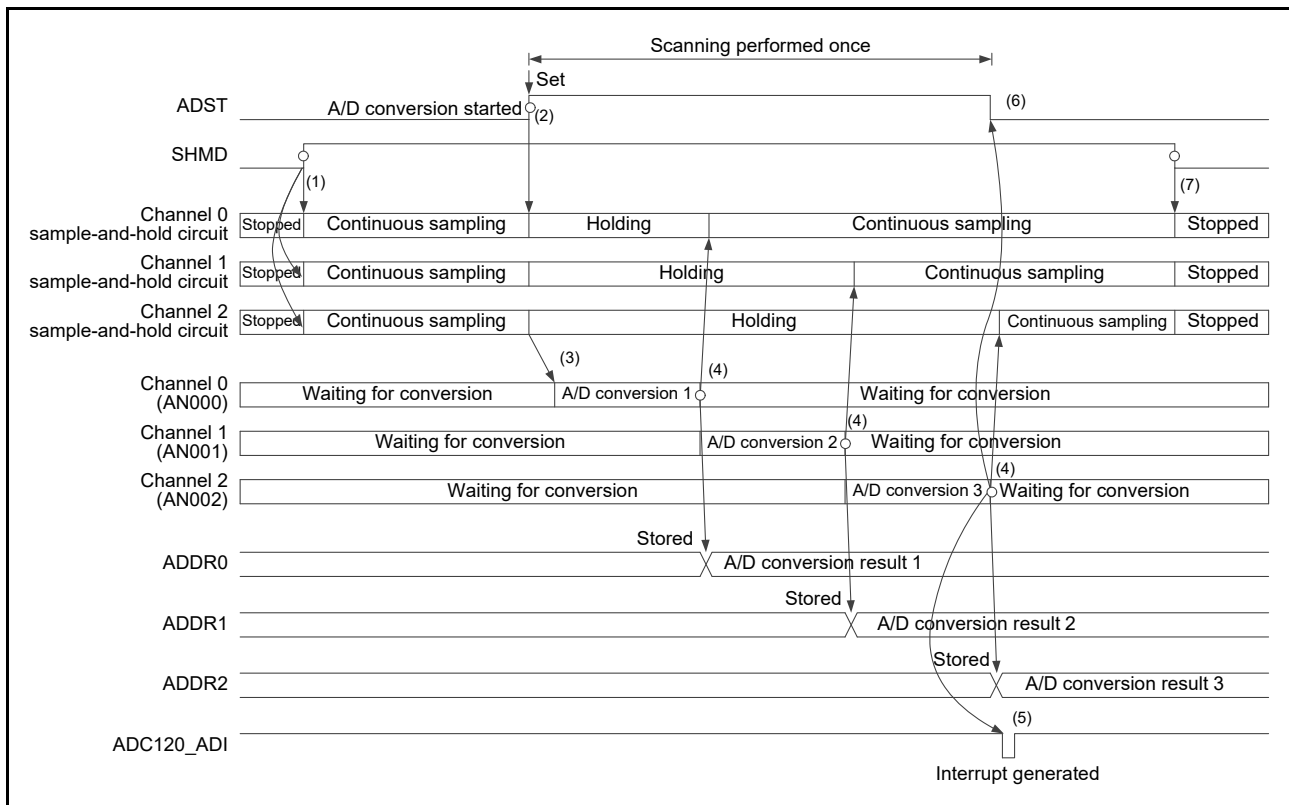 Scanning performed once
Set
ADST
A/D conversion started
(2)
(6)
SHMD
(1)
(7)
Channel 0
sample-and-hold circuit
Stopped
Continuous sampling
Holding
Continuous sampling
Stopped
Channel 1
sample-and-hold circuit
Stopped
Continuous sampling
Holding
Continuous sampling
Stopped
Channel 2
sample-and-hold circuit
Stopped
Continuous sampling
Holding
Continuous sampling
Stopped
(3)
(4)
Channel 0
(AN000)
Waiting for conversion
A/D conversion 1
Waiting for conversion
(4)
Channel 1
(AN001)
Waiting for conversion
A/D conversion 2
Waiting for conversion
(4)
Channel 2
(AN002)
Waiting for conversion
A/D conversion 3
Waiting for conversion
Stored
ADDR0
A/D conversion result 1
Stored
ADDR1
A/D conversion result 2
Stored
ADDR2
A/D conversion result 3
(5)
ADC120_ADI
Interrupt generated